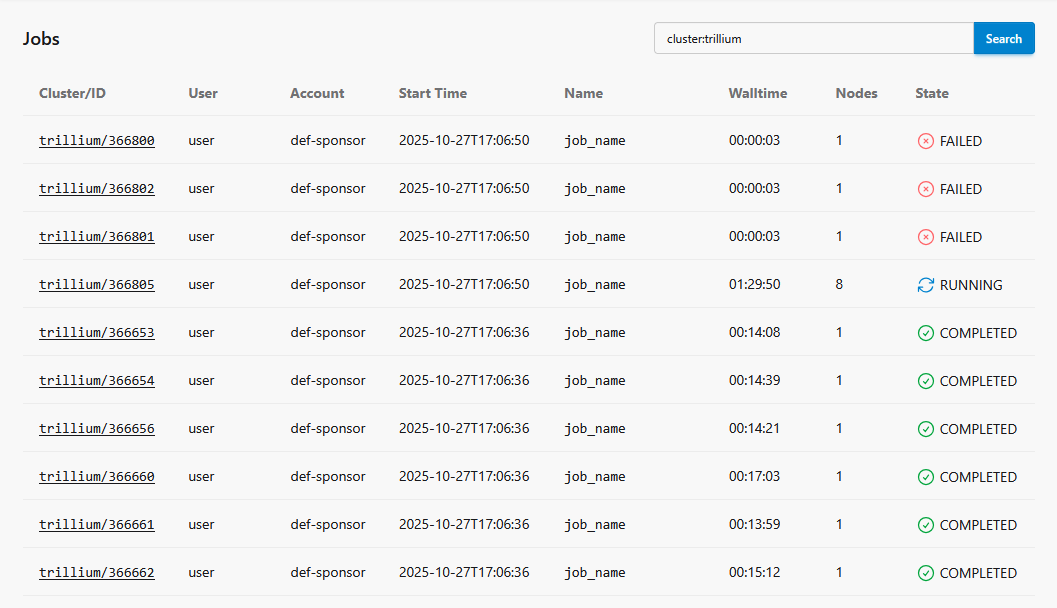 Jobs cluster:trillium Search
Cluster/ID User Account Start Time Name Walltime Nodes State
trillium/366800 user def-sponsor 2025-10-27T17:06:50 job_name 00:00:03 1 FAILED
trillium/366802 user def-sponsor 2025-10-27T17:06:50 job_name 00:00:03 1 FAILED
trillium/366801 user def-sponsor 2025-10-27T17:06:50 job_name 00:00:03 1 FAILED
trillium/366805 user def-sponsor 2025-10-27T17:06:50 job_name 01:29:50 8 RUNNING
trillium/366653 user def-sponsor 2025-10-27T17:06:36 job_name 00:14:08 1 COMPLETED
trillium/366654 user def-sponsor 2025-10-27T17:06:36 job_name 00:14:39 1 COMPLETED
trillium/366656 user def-sponsor 2025-10-27T17:06:36 job_name 00:14:21 1 COMPLETED
trillium/366660 user def-sponsor 2025-10-27T17:06:36 job_name 00:17:03 1 COMPLETED
trillium/366661 user def-sponsor 2025-10-27T17:06:36 job_name 00:13:59 1 COMPLETED
trillium/366662 user def-sponsor 2025-10-27T17:06:36 job_name 00:15:12 1 COMPLETED